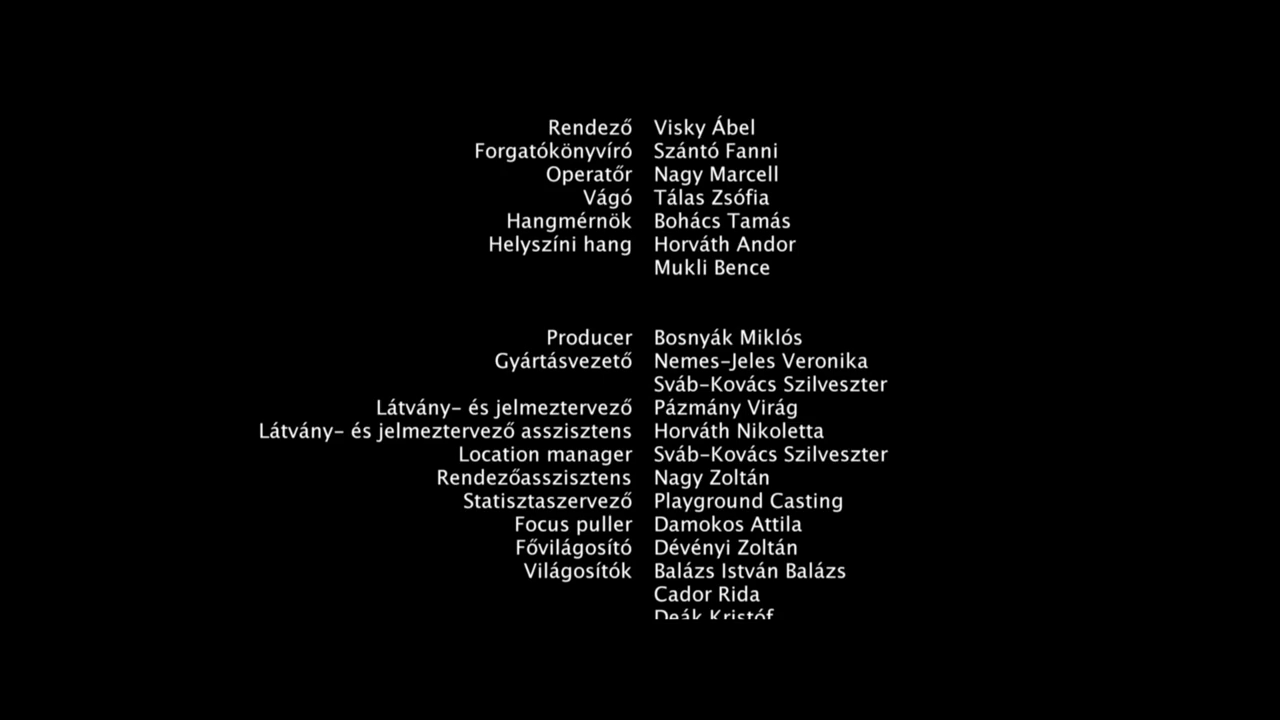 Rendező Visky Ábel
Forgatókönyvíró Szántó Fanni
Operatőr Nagy Marcell
Vágó Tálas Zsófia
Hangmérnök Bohács Tamás
Helyszíni hang Horváth Andor
Mukli Bence
Producer Bosnyák Miklós
Gyártásvezető Nemes-Jeles Veronika
Sváb-Kovács Szilveszter
Látvány- és jelmeztervező Pázmány Virág
Látvány- és jelmeztervező asszisztens Horváth Nikoletta
Location manager Sváb-Kovács Szilveszter
Rendezőasszisztens Nagy Zoltán
Statisztaszervező Playground Casting
Focus puller Damokos Attila
Fővilágosító Dévényi Zoltán
Világosítók Balázs István Balázs
Cador Rida
Deák Kristóf